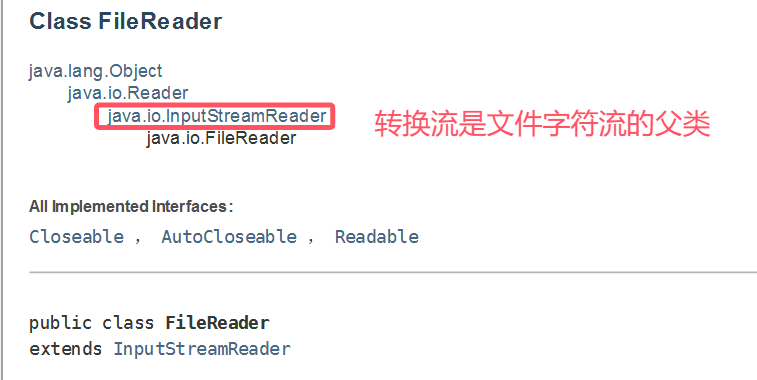 Class FileReader
java.lang.Object
java.io.Reader
java.io.InputStreamReader
转换流是文件字符流的父类
java.io.FileReader
All Implemented Interfaces:
Closeable , AutoCloseable , Readable
public class FileReader
extends InputStreamReader